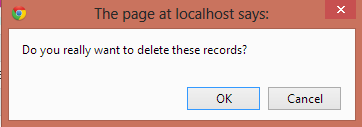 The page at localhost says:
Do you really want to delete these records?
OK Cancel